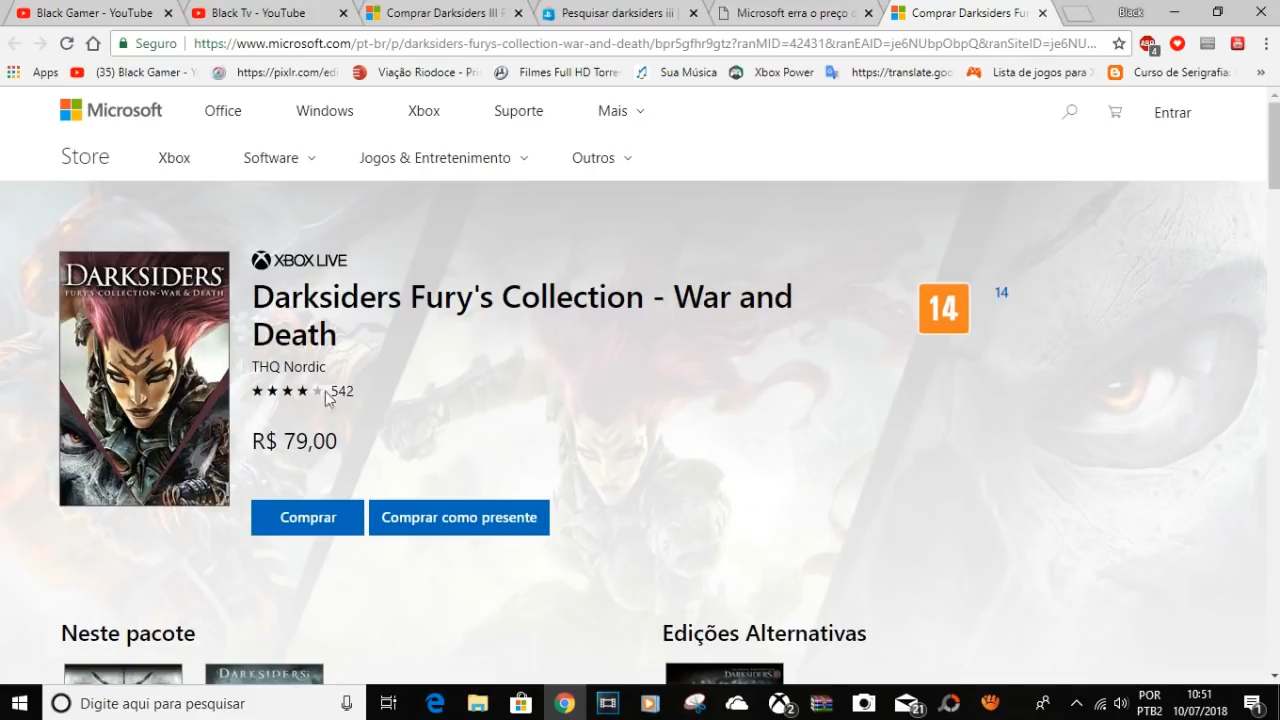 Black Gamer - YouTube
Black Tv - YouTube
Comprar Darksiders III R
Pesquisar darksiders iii |
Microsoft erro o preço c
Comprar Darksiders Fur
Black
Seguro
https://www.microsoft.com/pt-br/p/darksiders-furys-collection-war-and-death/bpr5gfhr9gtz?ranMID=42431&ranEAID=je6NUbpObpQ&ranSiteID=je6NU...
4
Apps
(35) Black Gamer - Y
https://pixlr.com/edi
Viação Riodoce - Pri
Filmes Full HD Torre
Sua Música
Xbox Power
https://translate.goo
Lista de jogos para
Curso de Serigrafia:
»
Microsoft
Office
Windows
Xbox
Suporte
Mais
Entrar
Store
Xbox
Software
Jogos & Entretenimento
Outros
DARKSIDERS
FURY'S COLLECTION - WAR & DEATH
XBOX LIVE
Darksiders Fury's Collection - War and
Death
THQ Nordic
542
R$ 79,00
Comprar
Comprar como presente
14
14
Neste pacote
Edições Alternativas
DARKSIDERS
Digite aqui para pesquisar
2
21
POR
PTB2
10:51
10/07/2018
1